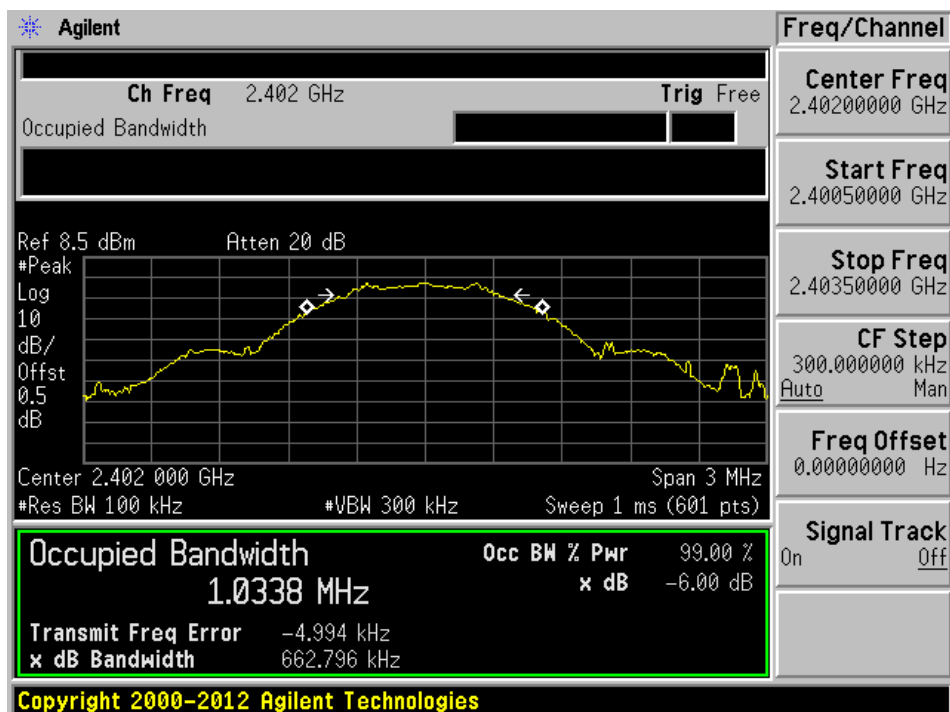 Agilent
Ch Freq 2.402 GHz Trig Free
Occupied Bandwidth
Ref 8.5 dBm Atten 20 dB
#Peak
Log
10
dB/
Offst
0.5
dB
Center 2.402 000 GHz Span 3 MHz
#Res BW 100 kHz #VBW 300 kHz Sweep 1 ms (601 pts)
Occupied Bandwidth
1.0338 MHz
Occ BW % Pwr 99.00 %
x dB -6.00 dB
Transmit Freq Error -4.994 kHz
x dB Bandwidth 662.796 kHz
Copyright 2000-2012 Agilent Technologies
Freq/Channel
Center Freq
2.40200000 GHz
Start Freq
2.40050000 GHz
Stop Freq
2.40350000 GHz
CF Step
300.000000 kHz
Auto Man
Freq Offset
0.00000000 Hz
Signal Track
On Off